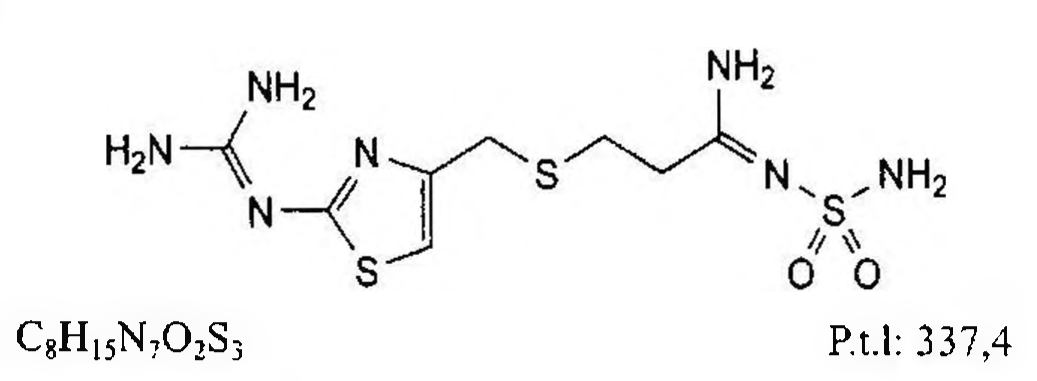 NH₂
NH₂
H₂N
N
S
N
N
NH₂
N
S
S
O O
C₈H₁₅N₇O₂S₃ P.t.l: 337,4